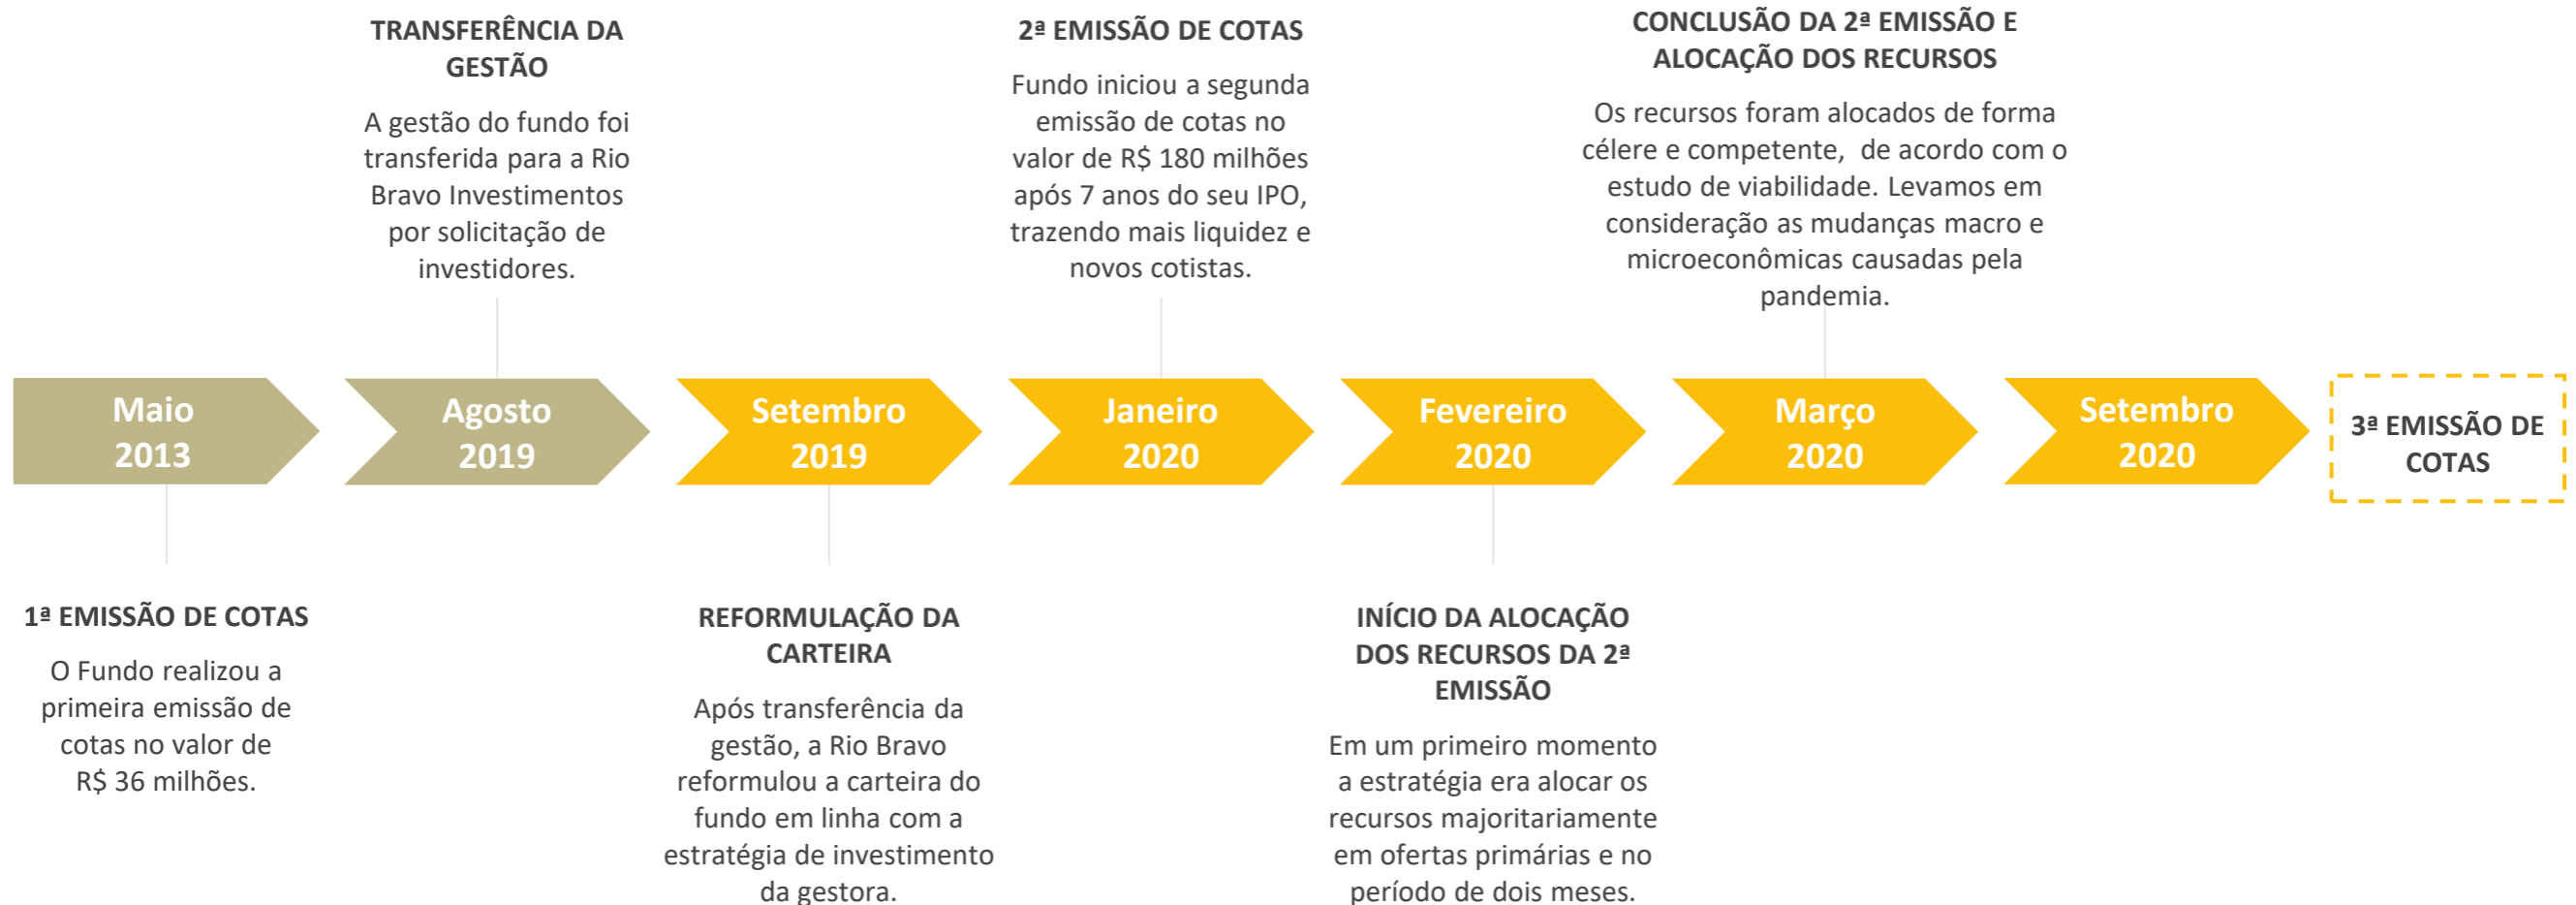 TRANSFERÊNCIA DA
GESTÃO
A gestão do fundo foi
transferida para a Rio
Bravo Investimentos
por solicitação de
investidores.
2ª EMISSÃO DE COTAS
Fundo iniciou a segunda
emissão de cotas no
valor de R$ 180 milhões
após 7 anos do seu IPO,
trazendo mais liquidez e
novos cotistas.
CONCLUSÃO DA 2ª EMISSÃO E
ALOCAÇÃO DOS RECURSOS
Os recursos foram alocados de forma
célere e competente, de acordo com o
estudo de viabilidade. Levamos em
consideração as mudanças macro e
microeconômicas causadas pela
pandemia.
Maio
2013
Agosto
2019
Setembro
2019
Janeiro
2020
Fevereiro
2020
Março
2020
Setembro
2020
3ª EMISSÃO DE
COTAS
1ª EMISSÃO DE COTAS
O Fundo realizou a
primeira emissão de
cotas no valor de
R$ 36 milhões.
REFORMULAÇÃO DA
CARTEIRA
Após transferência da
gestão, a Rio Bravo
reformulou a carteira do
fundo em linha com a
estratégia de investimento
da gestora.
INÍCIO DA ALOCAÇÃO
DOS RECURSOS DA 2ª
EMISSÃO
Em um primeiro momento
a estratégia era alocar os
recursos majoritariamente
em ofertas primárias e no
período de dois meses.